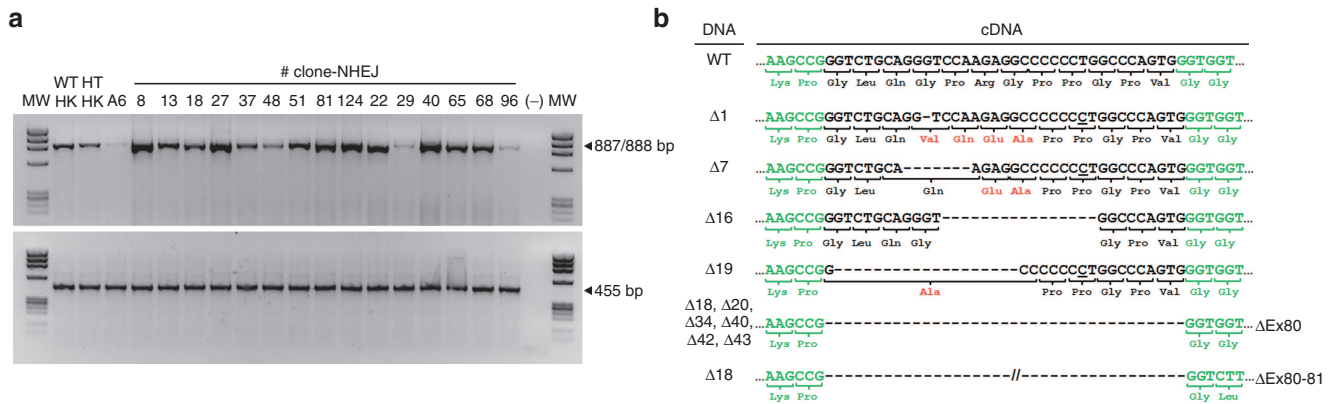 a
# clone-NHEJ
WT HT
MW HK HK A6 8 13 18 27 37 48 51 81 124 22 29 40 65 68 96 (–) MW
887/888 bp
455 bp
b
DNA cDNA
WT ...AAGCCGGGTCTGCAGGGTCCAAGAGGCCCCCCTGGCCCAGTGGGTGGT...
Lys Pro Gly Leu Gln Gly Pro Arg Gly Pro Pro Gly Pro Val Gly Gly
Δ1 ...AAGCCGGGTCTGCAGG-TCCAAGAGGCCCCCCCTGGCCCAGTGGGTGGT...
Lys Pro Gly Leu Gln Val Gln Glu Ala Pro Pro Gly Pro Val Gly Gly
Δ7 ...AAGCCGGGTCTGCA-------AGAGGCCCCCCCTGGCCCAGTGGGTGGT...
Lys Pro Gly Leu Gln Glu Ala Pro Pro Gly Pro Val Gly Gly
Δ16 ...AAGCCGGGTCTGCAGGGT----------------GGCCCAGTGGGTGGT...
Lys Pro Gly Leu Gln Gly Gly Pro Val Gly Gly
Δ19 ...AAGCCGG-------------------CCCCCCCTGGCCCAGTGGGTGGT...
Lys Pro Ala Pro Pro Gly Pro Val Gly Gly
Δ18, Δ20,
Δ34, Δ40, ...AAGCCG------------------------------------GGTGGT... ΔEx80
Δ42, Δ43 Lys Pro Gly Gly
Δ18 ...AAGCCG------------------//------------------GGTCTT... ΔEx80-81
Lys Pro Gly Leu